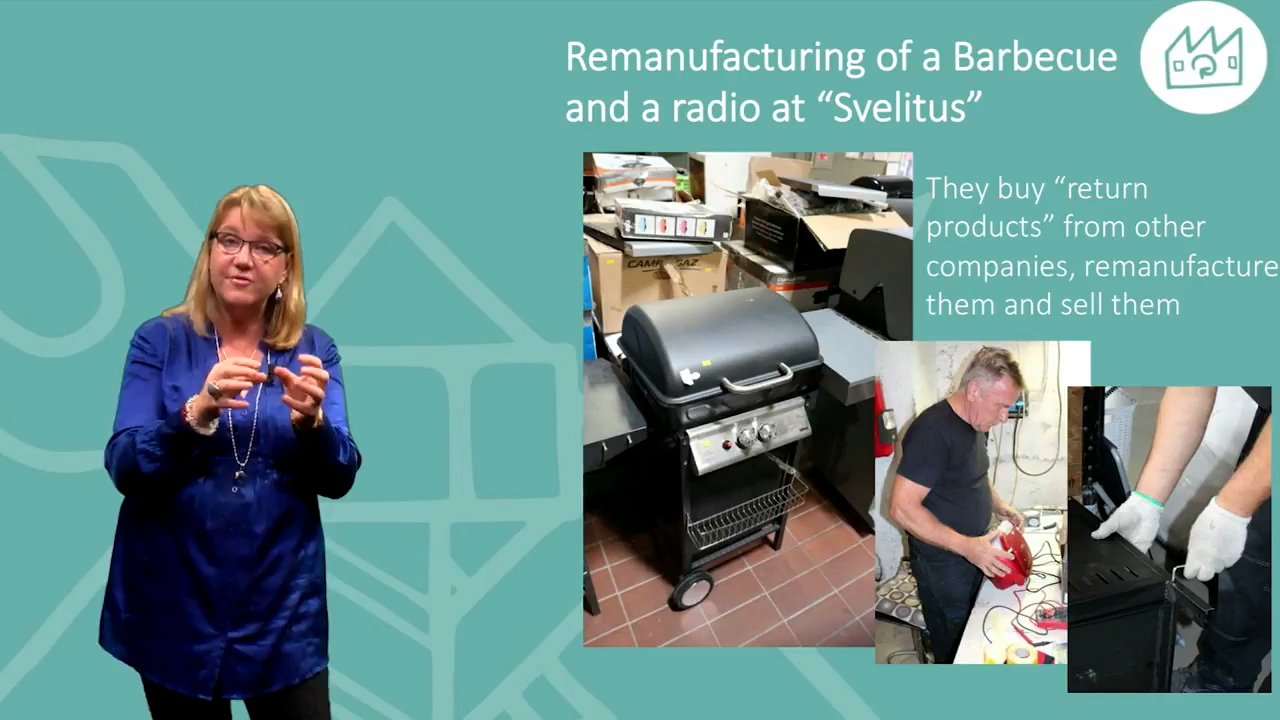 Remanufacturing of a Barbecue
and a radio at “Svelitus”
They buy “return
products” from other
companies, remanufacture
them and sell them
CAMPINGAZ